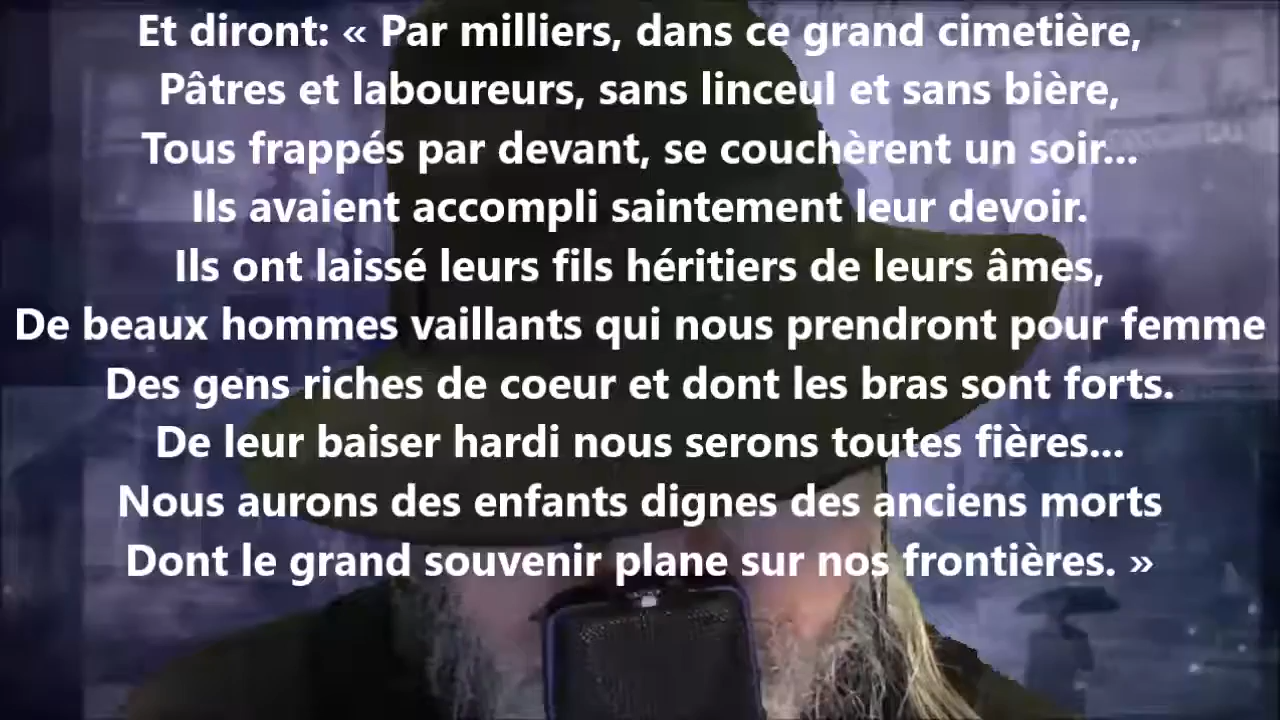 Et diront: « Par milliers, dans ce grand cimetière,
Pâtres et laboureurs, sans linceul et sans bière,
Tous frappés par devant, se couchèrent un soir...
Ils avaient accompli saintement leur devoir.
Ils ont laissé leurs fils héritiers de leurs âmes,
De beaux hommes vaillants qui nous prendront pour femme
Des gens riches de coeur et dont les bras sont forts.
De leur baiser hardi nous serons toutes fières...
Nous aurons des enfants dignes des anciens morts
Dont le grand souvenir plane sur nos frontières. »